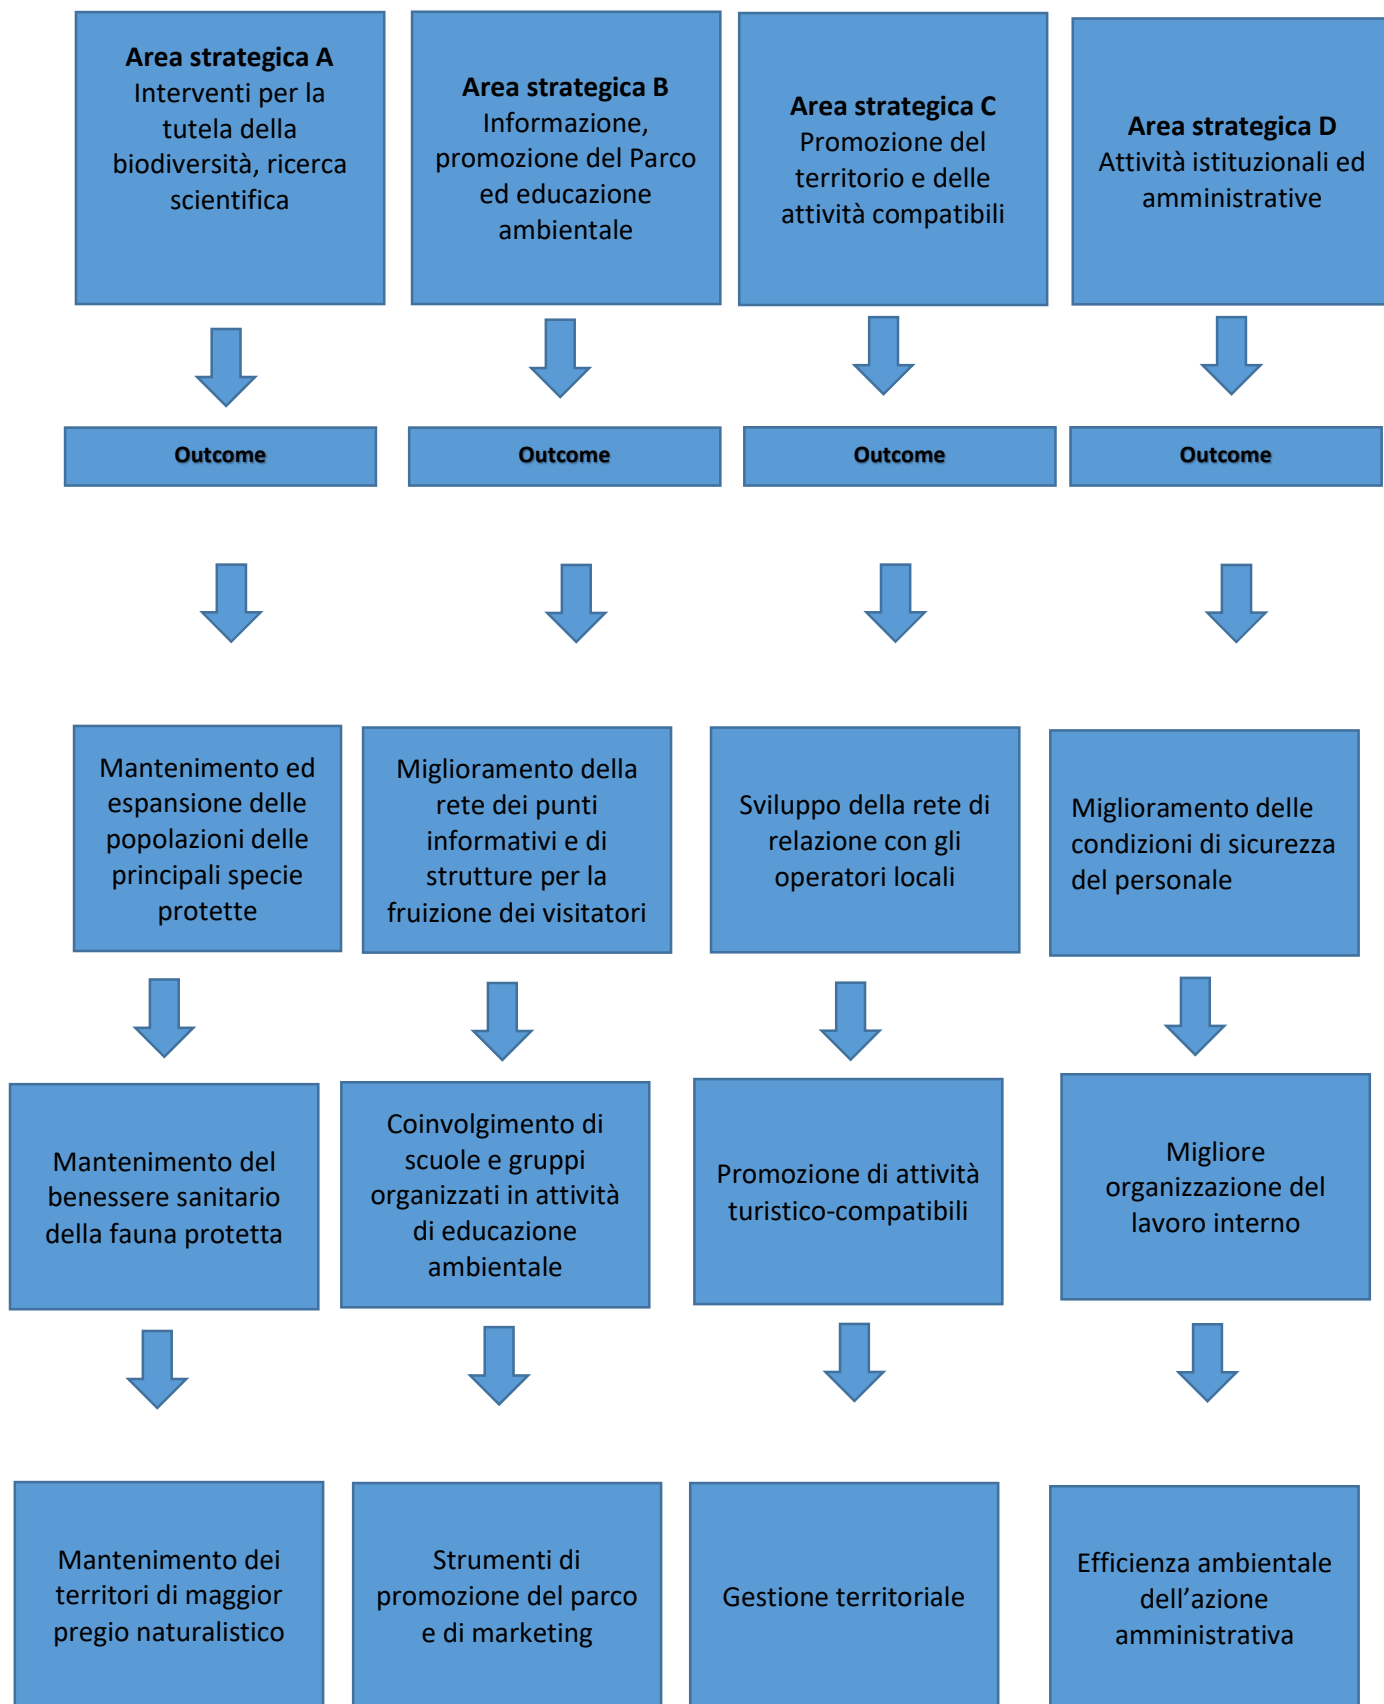 Area strategica A
Interventi per la
tutela della
biodiversità, ricerca
scientifica
Area strategica B
Informazione,
promozione del Parco
ed educazione
ambientale
Area strategica C
Promozione del
territorio e delle
attività compatibili
Area strategica D
Attività istituzionali ed
amministrative
Outcome
Outcome
Outcome
Outcome
Mantenimento ed
espansione delle
popolazioni delle
principali specie
protette
Miglioramento della
rete dei punti
informativi e di
strutture per la
fruizione dei visitatori
Sviluppo della rete di
relazione con gli
operatori locali
Miglioramento delle
condizioni di sicurezza
del personale
Mantenimento del
benessere sanitario
della fauna protetta
Coinvolgimento di
scuole e gruppi
organizzati in attività
di educazione
ambientale
Promozione di attività
turistico-compatibili
Migliore
organizzazione del
lavoro interno
Mantenimento dei
territori di maggior
pregio naturalistico
Strumenti di
promozione del parco
e di marketing
Gestione territoriale
Efficienza ambientale
dell’azione
amministrativa